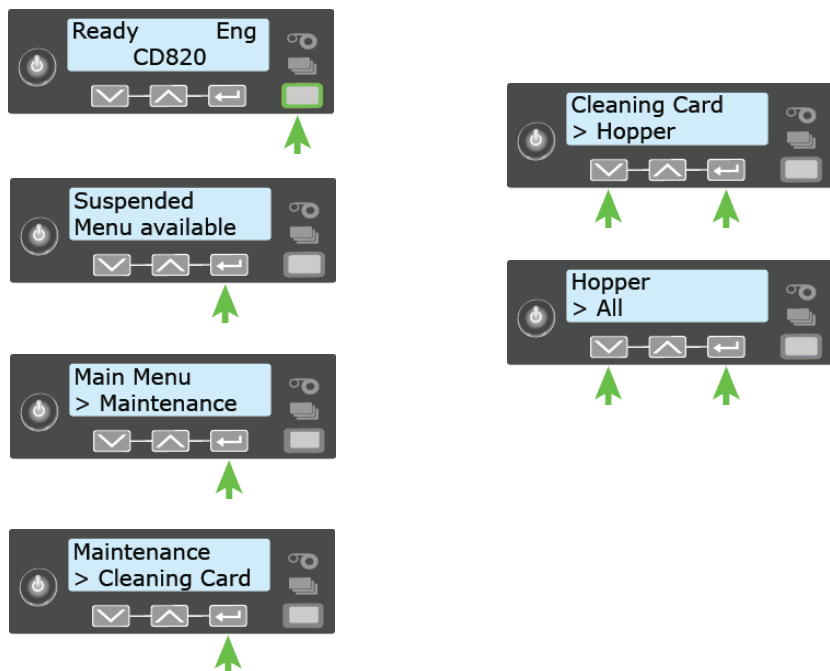 Ready Eng
CD820
Suspended
Menu available
Main Menu
> Maintenance
Maintenance
> Cleaning Card
Cleaning Card
> Hopper
Hopper
> All